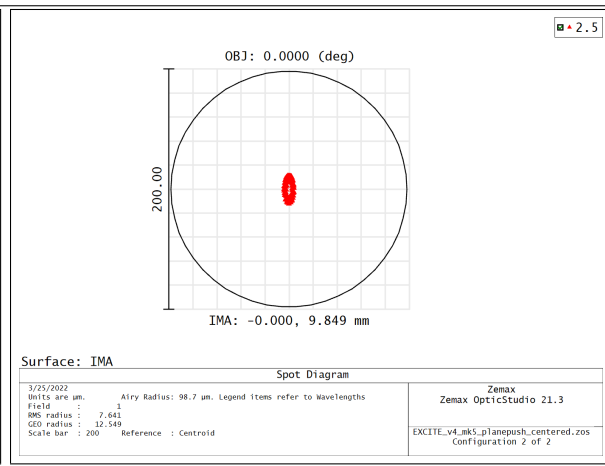 2.5
OBJ: 0.0000 (deg)
200.00
IMA: -0.000, 9.849 mm
Surface: IMA
Spot Diagram
3/25/2022
Units are µm. Airy Radius: 98.7 µm. Legend items refer to Wavelengths
Field : 1
RMS radius : 7.641
GEO radius : 12.549
Scale bar : 200 Reference : Centroid
Zemax
Zemax OpticStudio 21.3
EXCITE_v4_mk5_planepush_centered.zos
Configuration 2 of 2